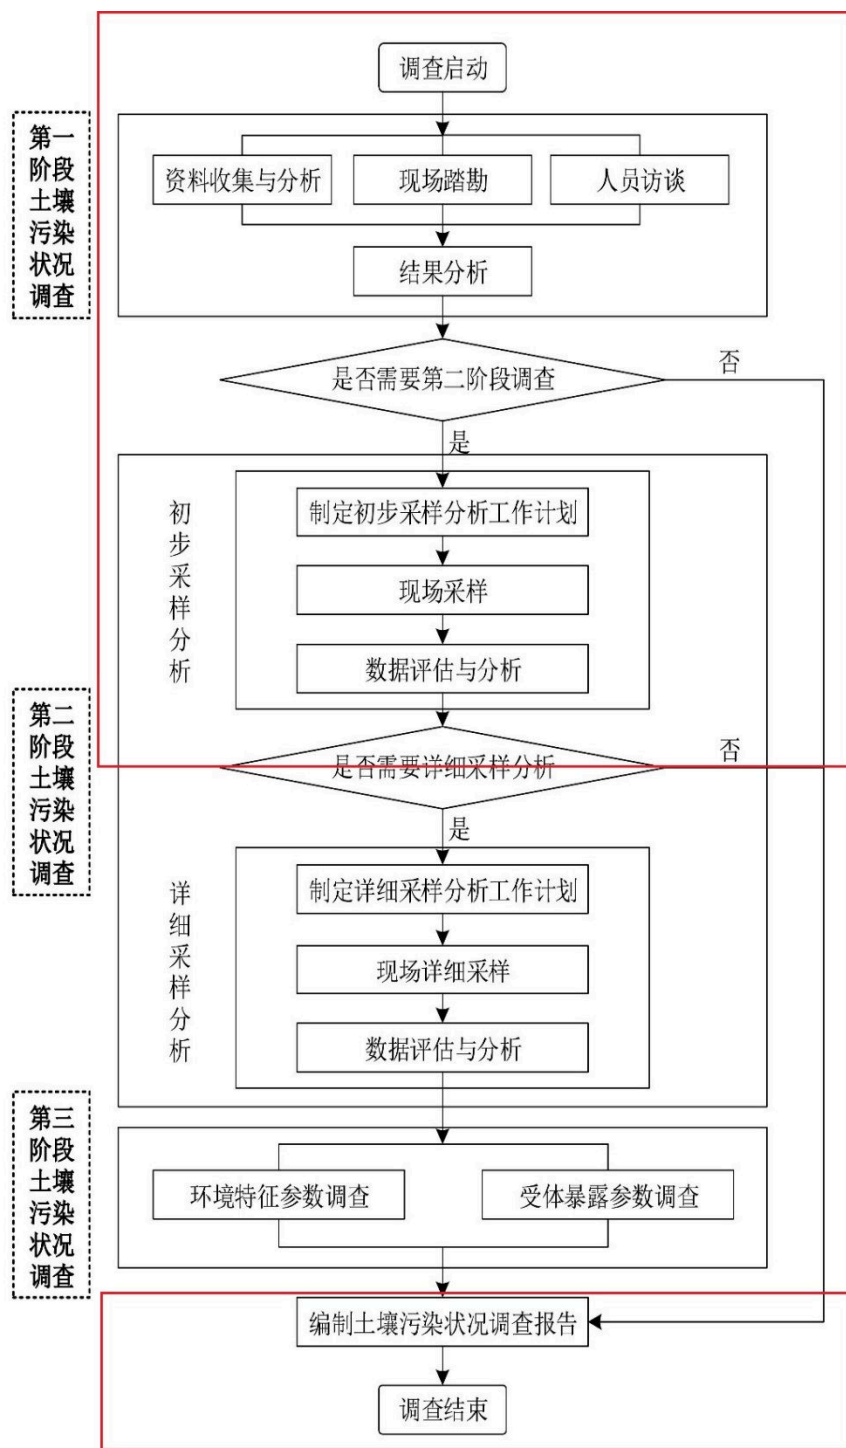 调查启动
第一
阶段
土壤
污染
状况
调查
资料收集与分析
现场踏勘
人员访谈
结果分析
是否需要第二阶段调查
否
是
初
步
采
样
分
析
制定初步采样分析工作计划
现场采样
数据评估与分析
第二
阶段
土壤
污染
状况
调查
是否需要详细采样分析
否
是
详
细
采
样
分
析
制定详细采样分析工作计划
现场详细采样
数据评估与分析
第三
阶段
土壤
污染
状况
调查
环境特征参数调查
受体暴露参数调查
编制土壤污染状况调查报告
调查结束